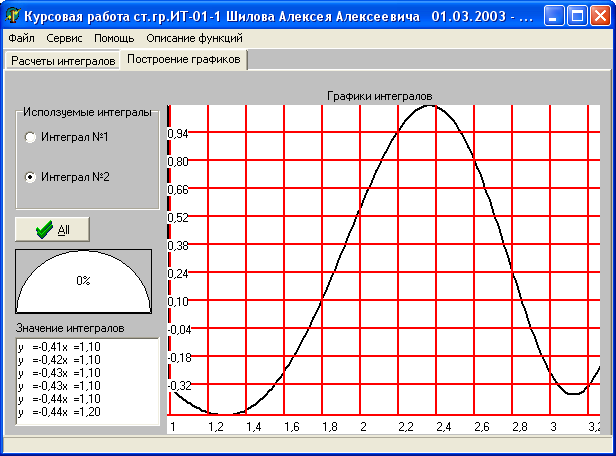 Курсовая работа ст.гр.ИТ-01-1 Шилова Алексея Алексеевича 01.03.2003 - ...
Файл Сервис Помощь Описание функций
Расчеты интегралов Построение графиков
Графики интегралов
Исползуемые интегралы
Интеграл №1
Интеграл №2
All
0%
Значение интегралов
y =-0,41x =1,10
y =-0,42x =1,10
y =-0,43x =1,10
y =-0,43x =1,10
y =-0,44x =1,10
y =-0,44x =1,20
0,94
0,80
0,66
0,52
0,38
0,24
0,10
-0,04
-0,18
-0,32
1 1,2 1,4 1,6 1,8 2 2,2 2,4 2,6 2,8 3 3,2